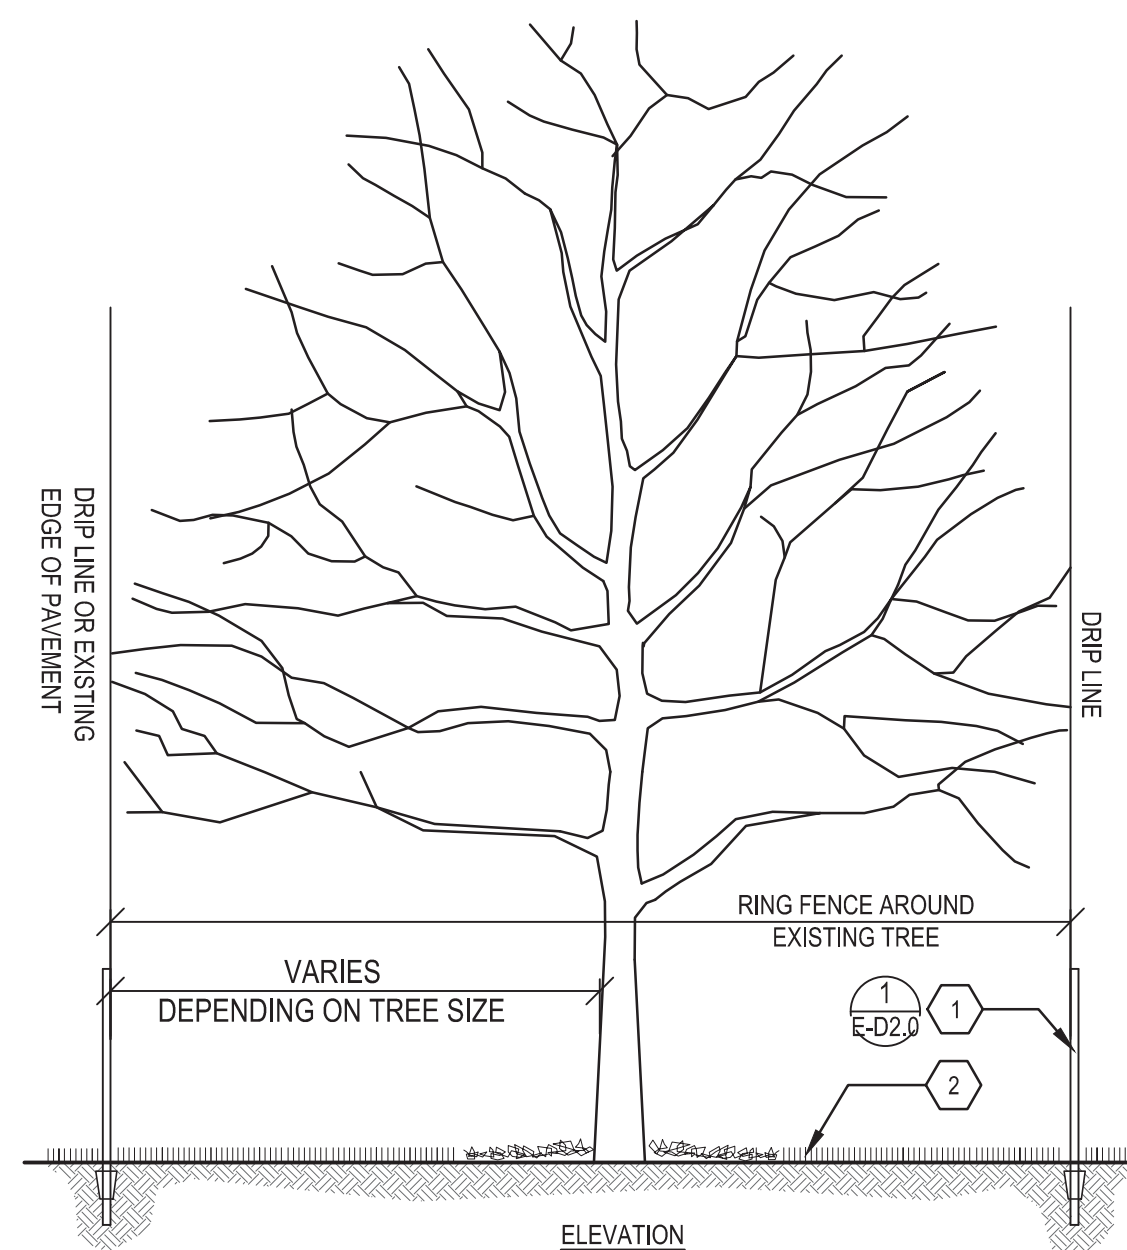 DRIP LINE OR EXISTING
EDGE OF PAVEMENT
DRIP LINE
RING FENCE AROUND
EXISTING TREE
VARIES
DEPENDING ON TREE SIZE
1
E-D2.0
1
2
ELEVATION